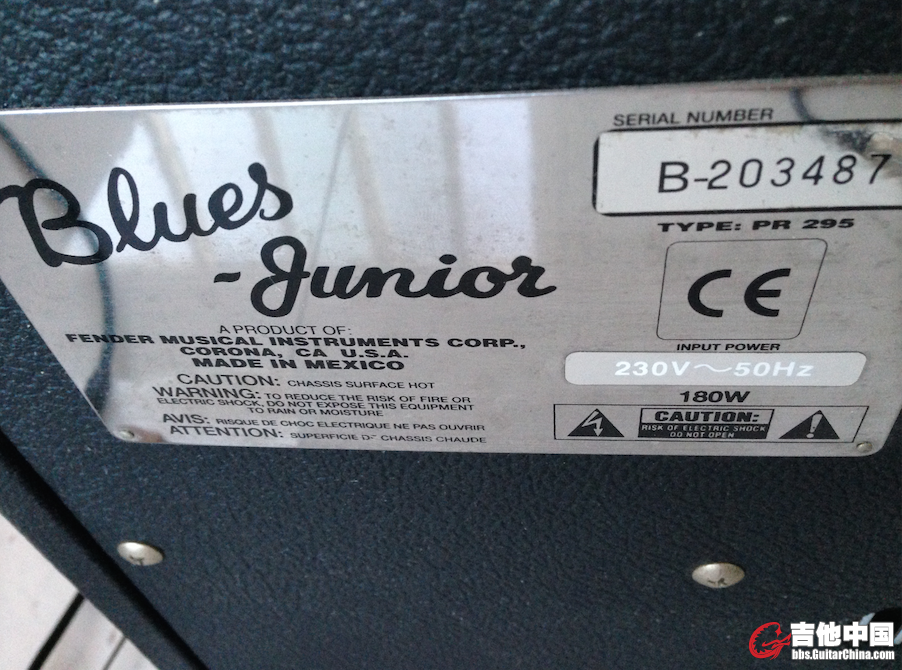 Blues
-Junior
A PRODUCT OF:
FENDER MUSICAL INSTRUMENTS CORP.,
CORONA, CA U.S.A.
MADE IN MEXICO
CAUTION: CHASSIS SURFACE HOT
WARNING: TO REDUCE THE RISK OF FIRE OR
ELECTRIC SHOCK, DO NOT EXPOSE THIS EQUIPMENT
TO RAIN OR MOISTURE
AVIS: RISQUE DE CHOC ELECTRIQUE NE PAS OUVRIR
ATTENTION: SUPERFICIE DE CHASSIS CHAUDE
SERIAL NUMBER
B-203487
TYPE: PR 295
CE
INPUT POWER
230V~50Hz
180W
CAUTION:
RISK OF ELECTRIC SHOCK
DO NOT OPEN
吉他中国
bbs.GuitarChina.com